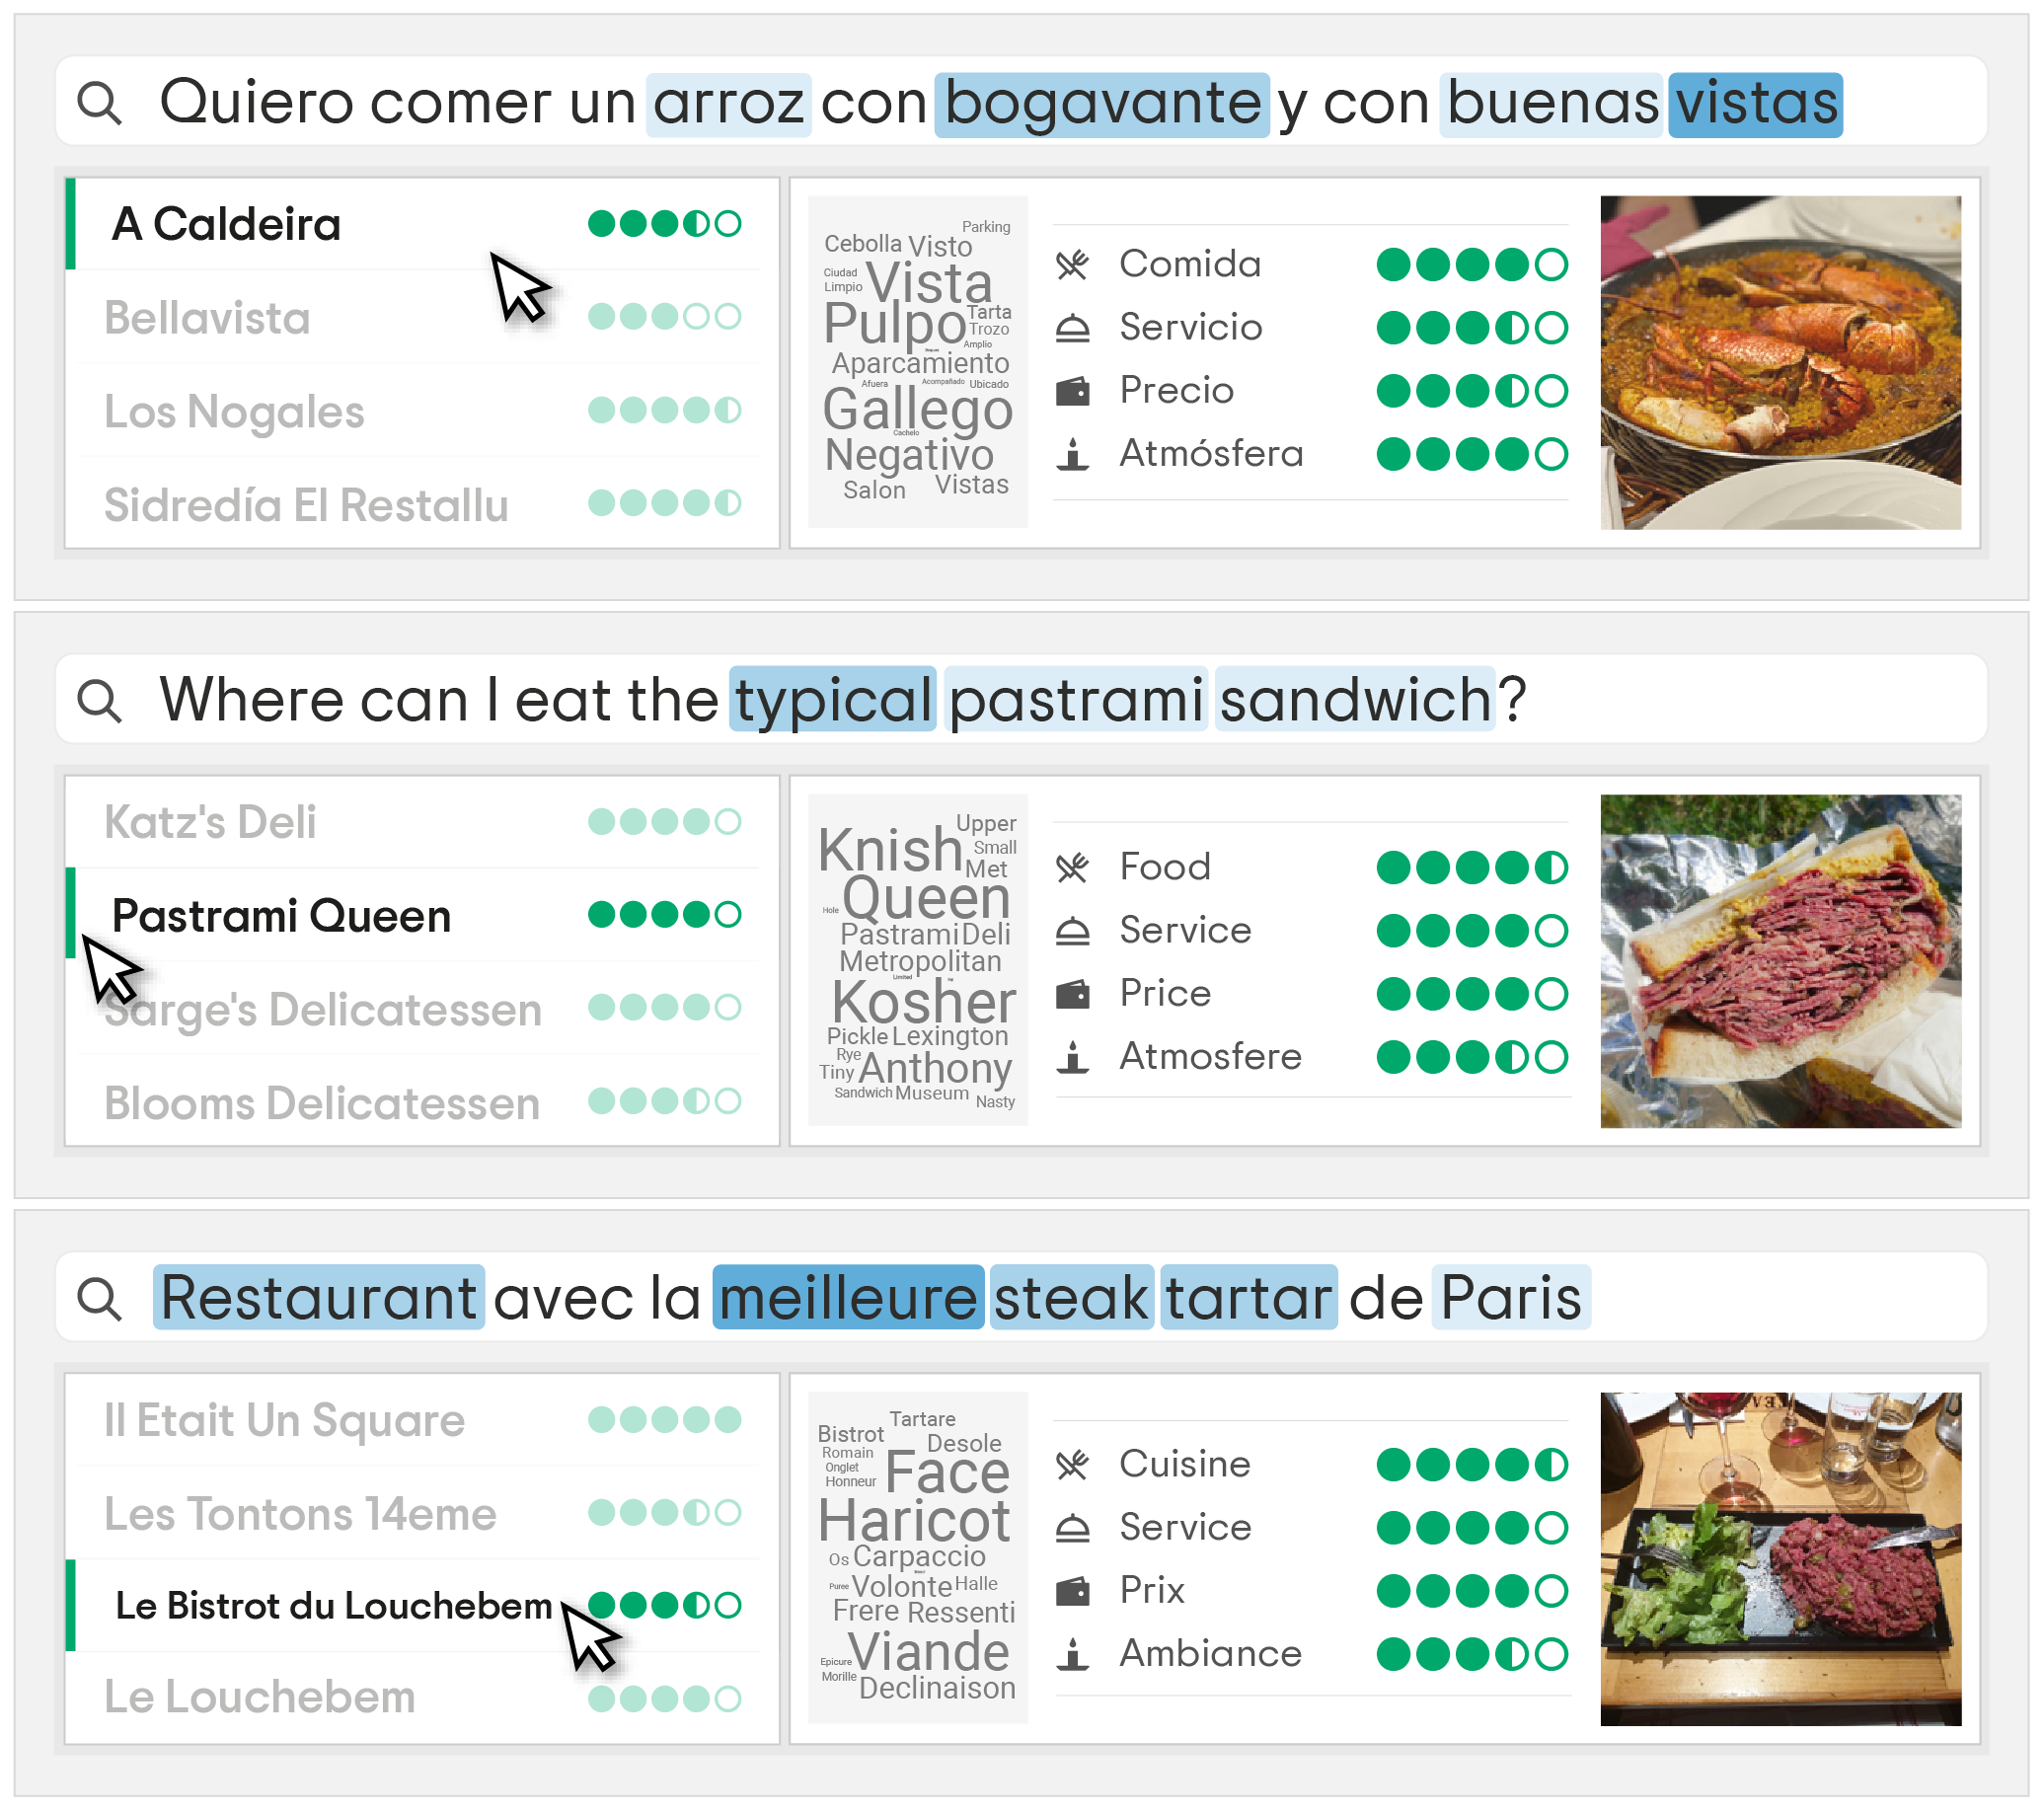 Quiero comer un arroz con bogavante y con buenas vistas
A Caldeira
Bellavista
Los Nogales
Sidredía El Restallu
Parking
Cebolla Visto
Ciudad
Limpio
Vista
Pulpo
Tarta
Trozo
Amplio
Aparcamiento
Afuera Acompañado Ubicado
Gallego
Cachelo
Negativo
Salon Vistas
Comida
Servicio
Precio
Atmósfera
Where can I eat the typical pastrami sandwich?
Katz's Deli
Pastrami Queen
Sarge's Delicatessen
Blooms Delicatessen
Upper
Knish
Small
Met
Hole
Queen
Pastrami Deli
Metropolitan
Limited
Kosher
Pickle Lexington
Rye
Tiny
Anthony
Sandwich Museum Nasty
Food
Service
Price
Atmosfere
Restaurant avec la meilleure steak tartar de Paris
Il Etait Un Square
Les Tontons 14eme
Le Bistrot du Louchebem
Le Louchebem
Tartare
Bistrot
Desole
Romain
Onglet
Honneur
Face
Haricot
Os Carpaccio
Puree Volonte Halle
Frere Ressenti
Viande
Epicure
Morille
Declinaison
Cuisine
Service
Prix
Ambiance